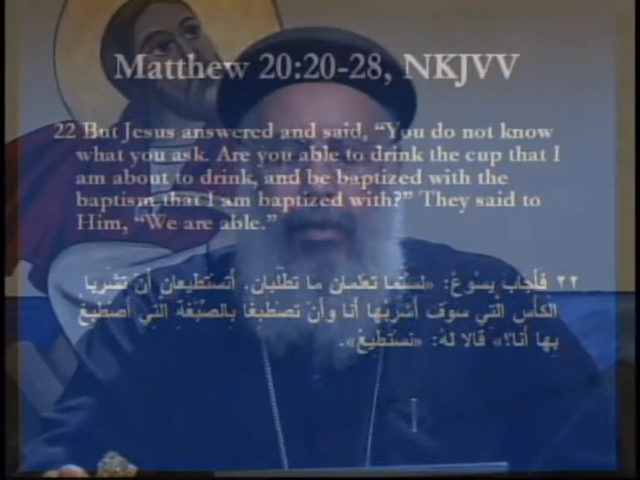 Matthew 20:20-28, NKJVV
22 But Jesus answered and said, “You do not know
what you ask. Are you able to drink the cup that I
am about to drink, and be baptized with the
baptism that I am baptized with?” They said to
Him, “We are able.”
٢٢ فَأَجَابَ يَسُوعُ: «لَسْتُمَا تَعْلَمَانِ مَا تَطْلُبَانِ. أَتَسْتَطِيعَانِ أَنْ تَشْرَبَا
الْكَأْسَ الَّتِي سَوْفَ أَشْرَبُهَا أَنَا وَأَنْ تَصْطَبِغَا بِالصِّبْغَةِ الَّتِي أَصْطَبِغُ
بِهَا أَنَا؟» قَالاَ لَهُ: «نَسْتَطِيعُ».